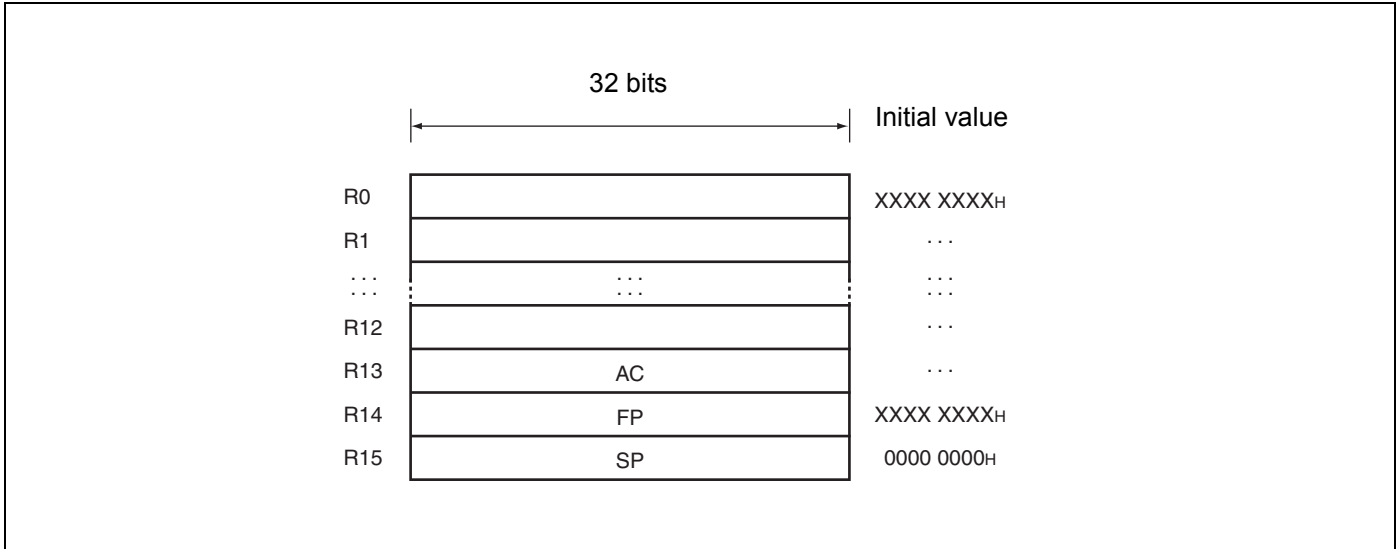 32 bits
Initial value
R0 XXXX XXXXH
R1 . . .
. . . . . . . . .
. . . . . . . . .
R12 . . .
R13 AC . . .
R14 FP XXXX XXXXH
R15 SP 0000 0000H